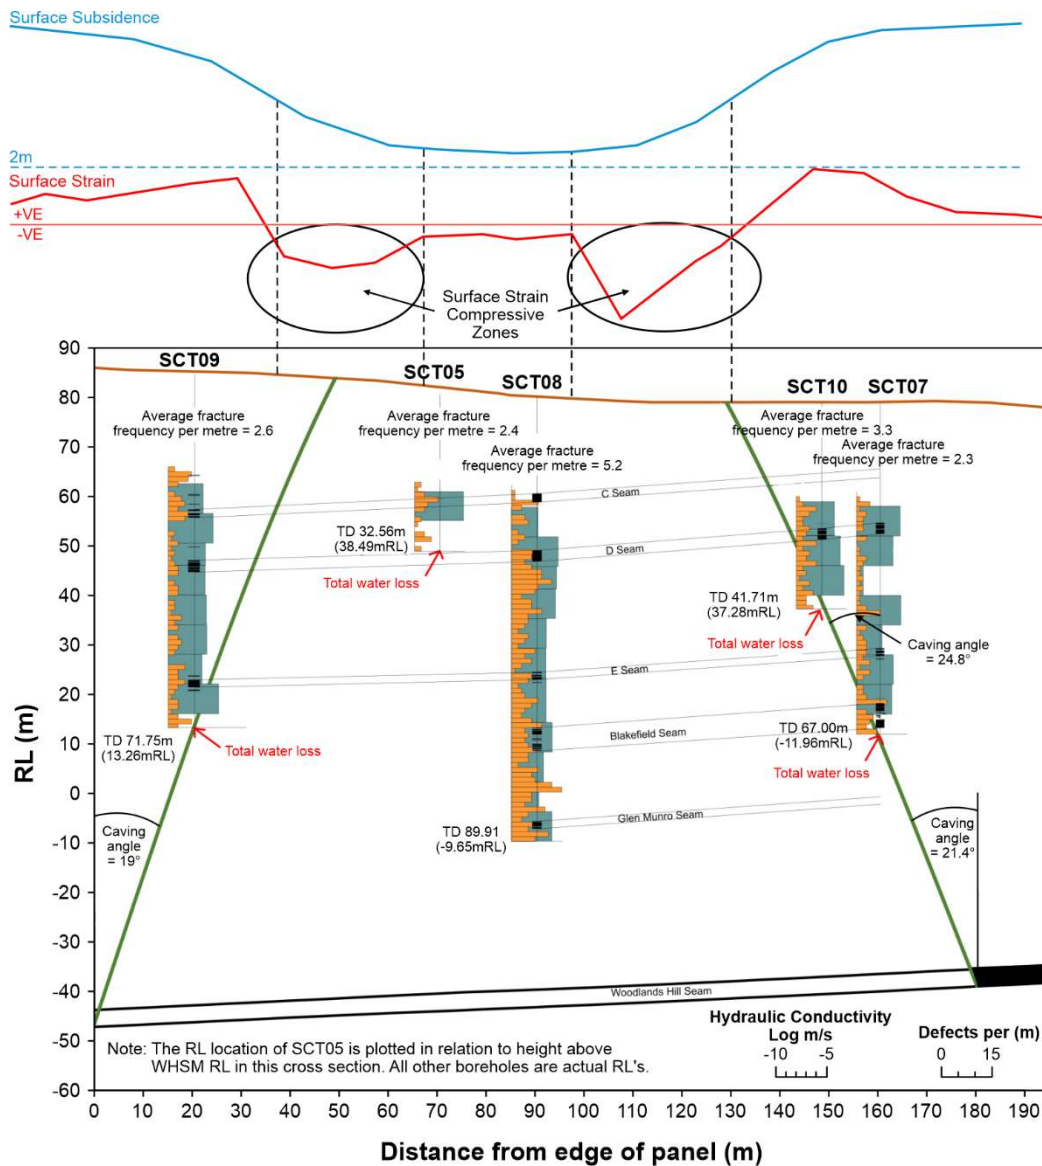 Surface Subsidence
2m
Surface Strain
+VE
-VE
Surface Strain
Compressive
Zones
90
80
70
60
50
40
30
20
10
0
-10
-20
-30
-40
-50
-60
RL (m)
SCT09
SCT05
SCT08
SCT10
SCT07
Average fracture
frequency per metre = 2.6
Average fracture
frequency per metre = 2.4
Average fracture
frequency per metre = 5.2
Average fracture
frequency per metre = 3.3
Average fracture
frequency per metre = 2.3
C Seam
D Seam
E Seam
Blakefield Seam
Glen Munro Seam
Woodlands Hill Seam
TD 32.56m
(38.49mRL)
Total water loss
TD 41.71m
(37.28mRL)
Total water loss
Caving angle
= 24.8°
TD 71.75m
(13.26mRL)
Total water loss
TD 67.00m
(-11.96mRL)
Total water loss
TD 89.91
(-9.65mRL)
Caving
angle
= 19°
Caving
angle
= 21.4°
Note: The RL location of SCT05 is plotted in relation to height above
WHSM RL in this cross section. All other boreholes are actual RL's.
Hydraulic Conductivity
Log m/s
-10 -5
Defects per (m)
0 15
0 10 20 30 40 50 60 70 80 90 100 110 120 130 140 150 160 170 180 190
Distance from edge of panel (m)